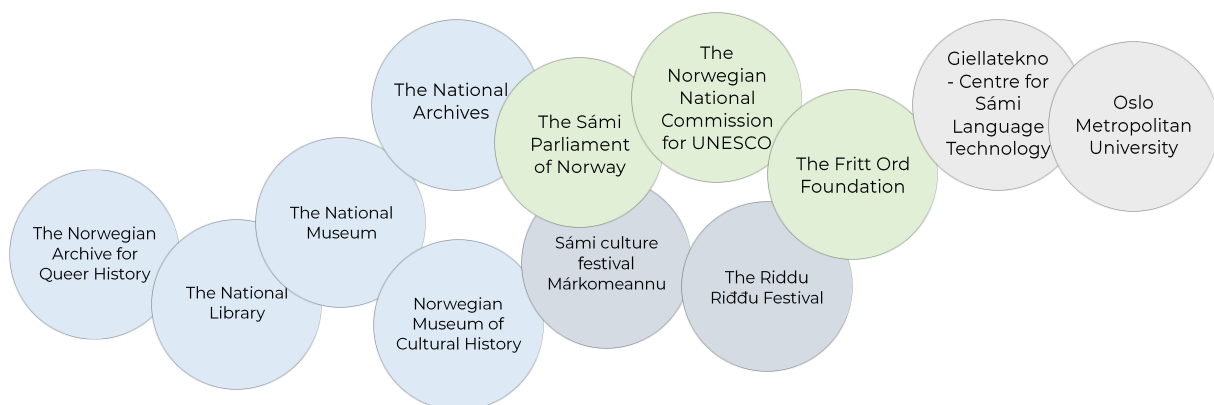 The Norwegian
Archive for
Queer History
The National
Library
The National
Museum
The National
Archives
Norwegian
Museum of
Cultural History
The Sámi
Parliament
of Norway
Sámi culture
festival
Márkomeannu
The
Norwegian
National
Commission
for UNESCO
The Riddu
Riđđu Festival
The Fritt Ord
Foundation
Giellatekno
- Centre for
Sámi
Language
Technology
Oslo
Metropolitan
University